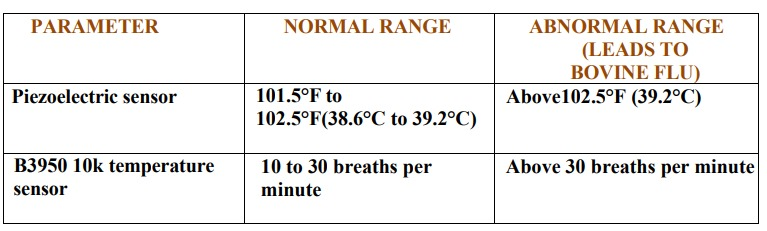 PARAMETER
NORMAL RANGE
ABNORMAL RANGE
(LEADS TO
BOVINE FLU)
Piezoelectric sensor
101.5°F to
102.5°F(38.6°C to 39.2°C)
Above102.5°F (39.2°C)
B3950 10k temperature
sensor
10 to 30 breaths per
minute
Above 30 breaths per minute